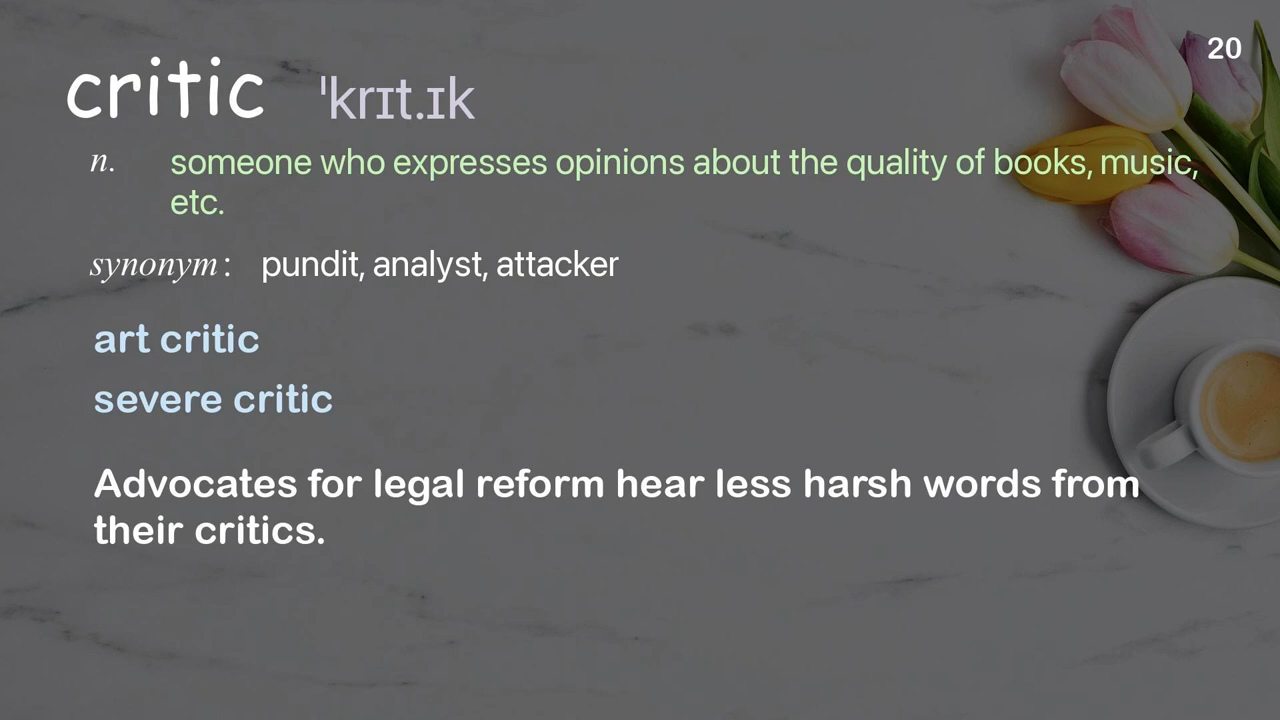 20
critic ˈkrɪt.ɪk
n. someone who expresses opinions about the quality of books, music,
etc.
synonym: pundit, analyst, attacker
art critic
severe critic
Advocates for legal reform hear less harsh words from
their critics.